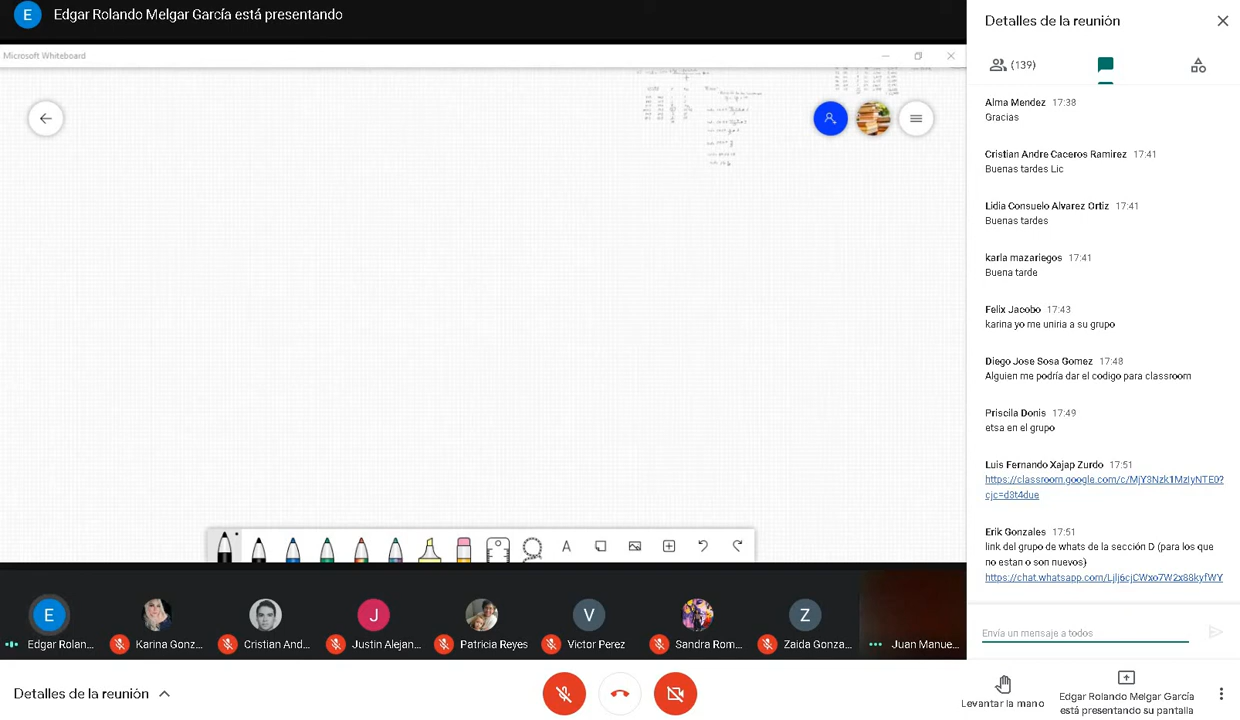 E Edgar Rolando Melgar García está presentando
Microsoft Whiteboard
A
E
J
V
Z
Edgar Rolan...
Karina Gonz...
Cristian And...
Justin Alejan...
Patricia Reyes
Victor Perez
Sandra Rom...
Zaida Gonza...
Juan Manue...
Detalles de la reunión
Levantar la mano
Edgar Rolando Melgar García
está presentando su pantalla
Detalles de la reunión
(139)
Alma Mendez 17:38
Gracias
Cristian Andre Caceros Ramirez 17:41
Buenas tardes Lic
Lidia Consuelo Alvarez Ortiz 17:41
Buenas tardes
karla mazariegos 17:41
Buena tarde
Felix Jacobo 17:43
karina yo me uniria a su grupo
Diego Jose Sosa Gomez 17:48
Alguien me podría dar el codigo para classroom
Priscila Donis 17:49
etsa en el grupo
Luis Fernando Xajap Zurdo 17:51
https://classroom.google.com/c/MjY3Nzk1MzIyNTE0?
cjc=d3t4due
Erik Gonzales 17:51
link del grupo de whats de la sección D (para los que
no estan o son nuevos)
https://chat.whatsapp.com/Ljlj6cjCWxo7W2x88kyfWY
Envía un mensaje a todos